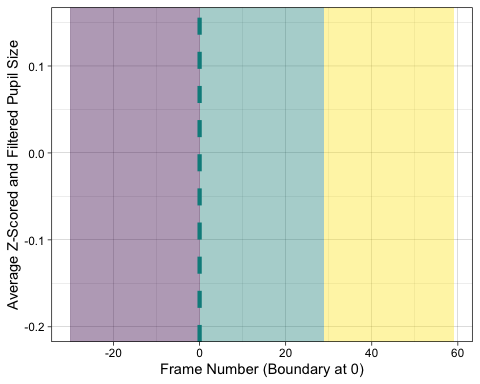 Average Z-Scored and Filtered Pupil Size
0.1
0.0
-0.1
-0.2
-20 0 20 40 60
Frame Number (Boundary at 0)